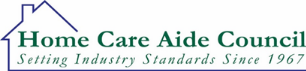 Home Care Aide Council
Setting Industry Standards Since 1967